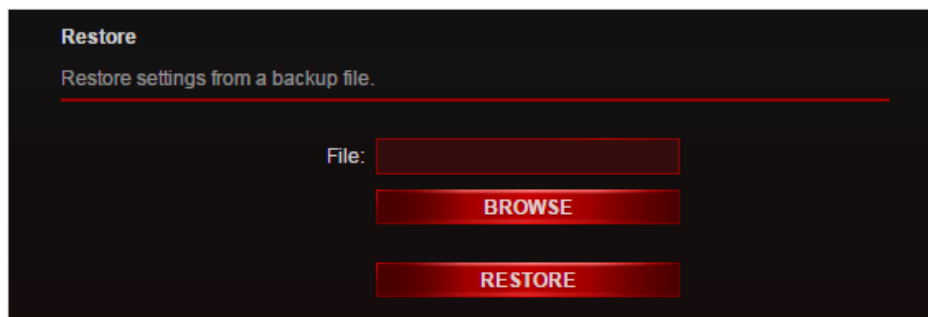 Restore
Restore settings from a backup file.
File:
BROWSE
RESTORE